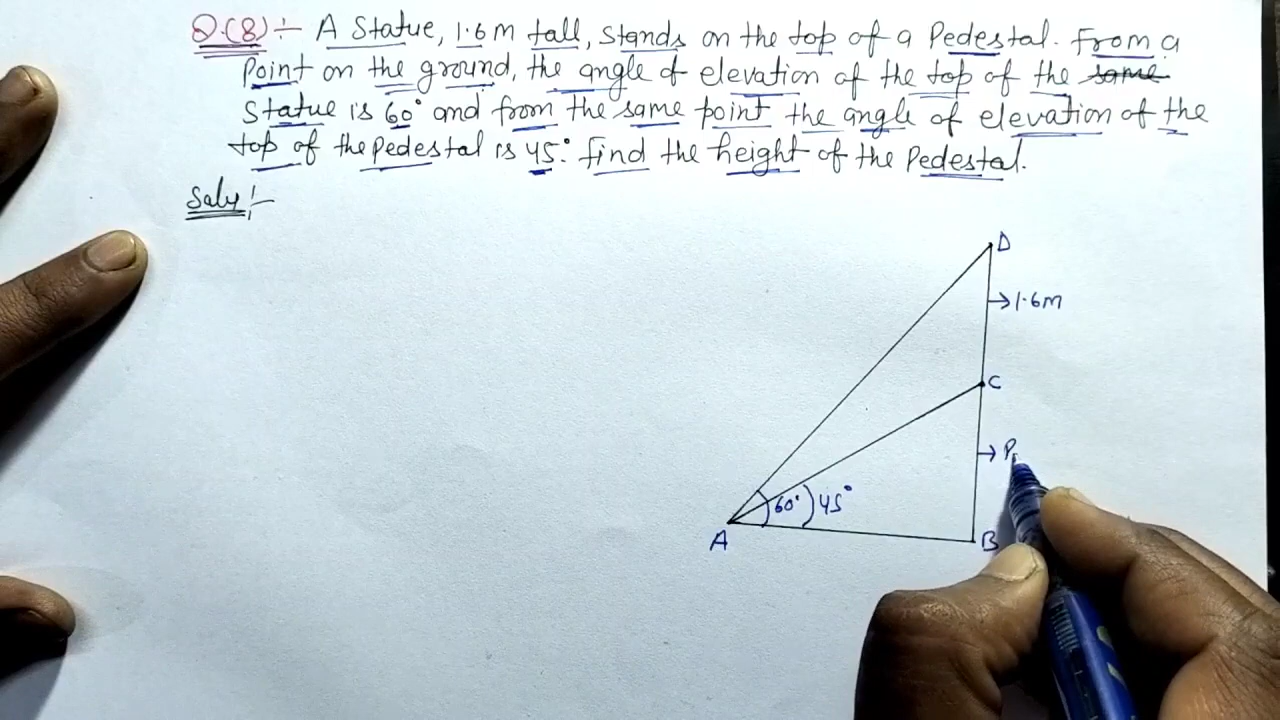 Q.(8) :- A Statue, 1.6m tall, stands on the top of a Pedestal. From a
Point on the ground, the angle of elevation of the top of the same
Statue is 60° and from the same point the angle of elevation of the
top of the Pedestal is 45°. find the height of the Pedestal.
Soln :-
D
→1.6m
C
→ P
60° 45°
A
B